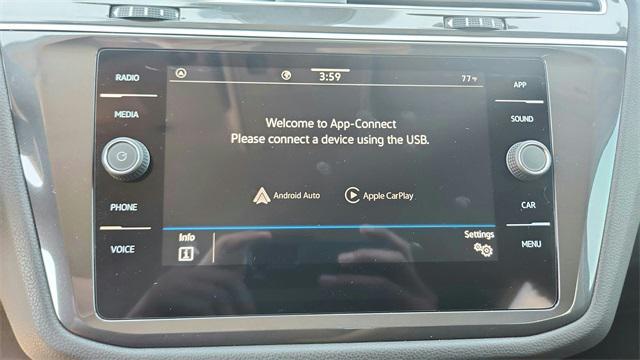 RADIO
MEDIA
PHONE
VOICE
3:59
77°F
Welcome to App-Connect
Please connect a device using the USB.
Android Auto
Apple CarPlay
Info
Settings
APP
SOUND
CAR
MENU